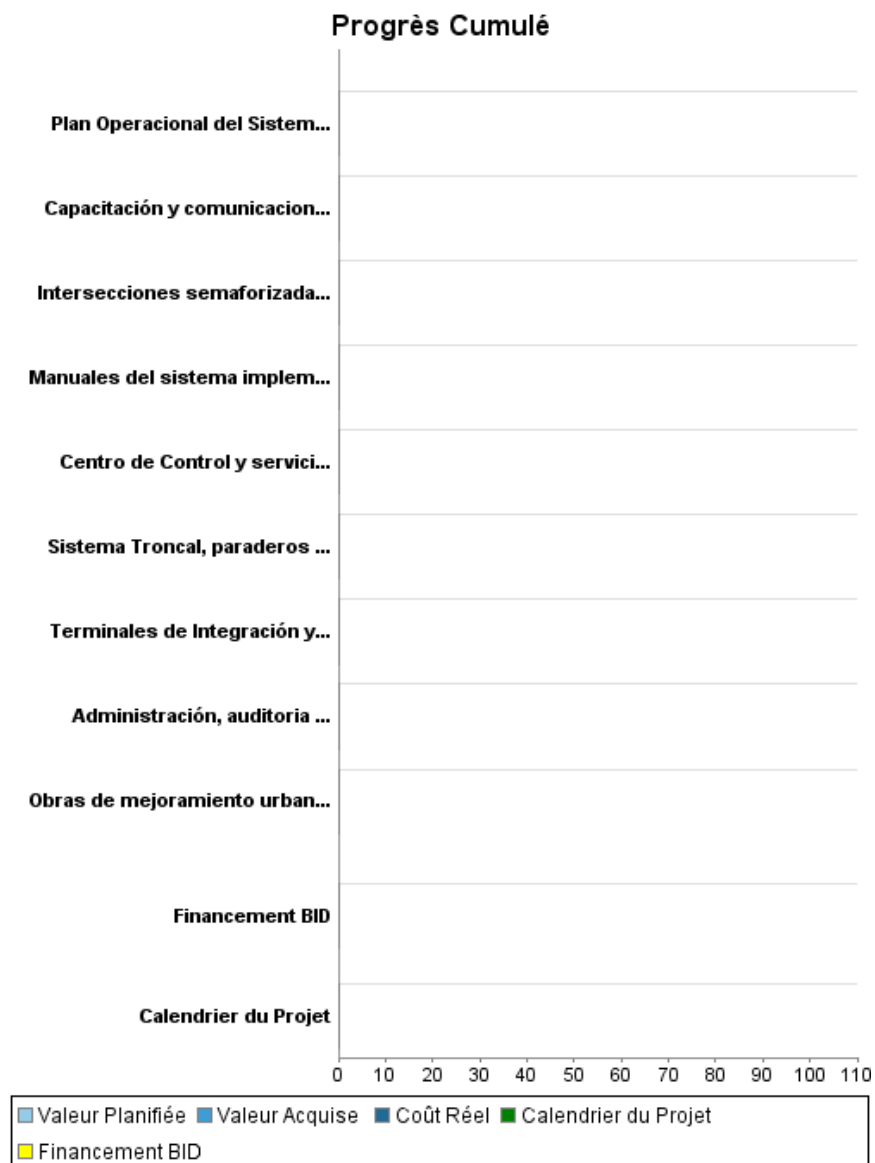 Progrès Cumulé
Plan Operacional del Sistem...
Capacitación y comunicacion...
Intersecciones semaforizada...
Manuales del sistema implem...
Centro de Control y servici...
Sistema Troncal, paraderos ...
Terminales de Integración y...
Administración, auditoria ...
Obras de mejoramiento urban...
Financement BID
Calendrier du Projet
0 10 20 30 40 50 60 70 80 90 100 110
Valeur Planifiée Valeur Acquise Coût Réel Calendrier du Projet
Financement BID